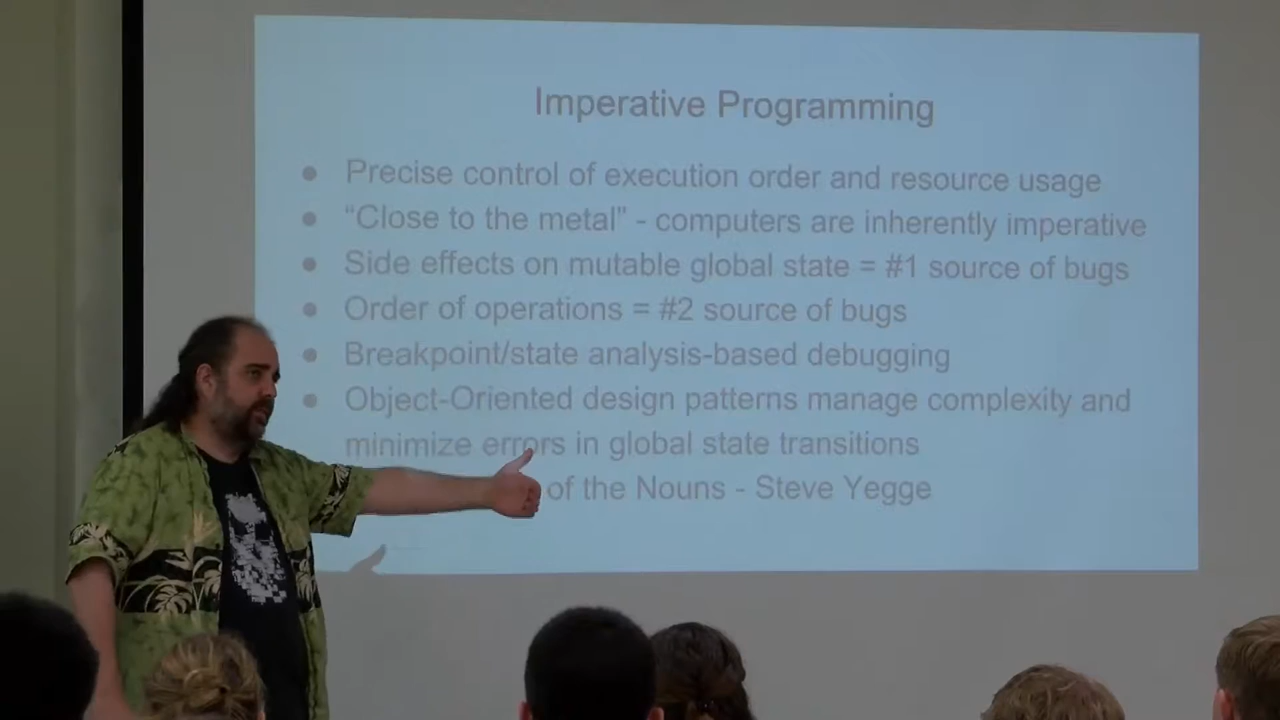 Imperative Programming
● Precise control of execution order and resource usage
● “Close to the metal" - computers are inherently imperative
● Side effects on mutable global state = #1 source of bugs
● Order of operations = #2 source of bugs
● Breakpoint/state analysis-based debugging
● Object-Oriented design patterns manage complexity and
minimize errors in global state transitions
of the Nouns - Steve Yegge